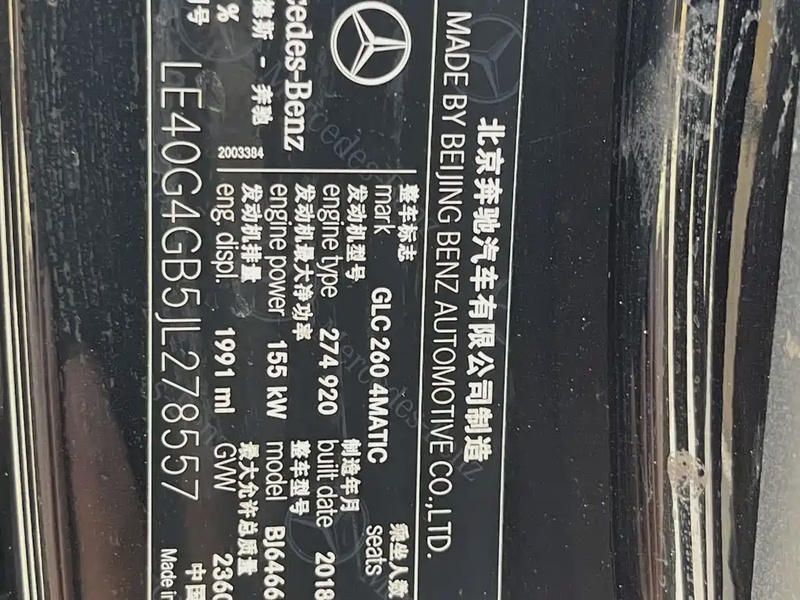 北京奔驰汽车有限公司制造
MADE BY BEIJING BENZ AUTOMOTIVE CO.,LTD.
整车标志 乘坐人数
mark GLC 260 4MATIC seats
发动机型号 制造年月
engine type 274 920 built date 2018
发动机最大净功率 整车型号
engine power 155 kW model BJ6466
发动机排量 最大允许总质量
eng. displ. 1991 ml GVW 2360
中国
LE40G4GB5JL278557 Made in
cedes-Benz
德斯 - 奔驰
2003384
%
号